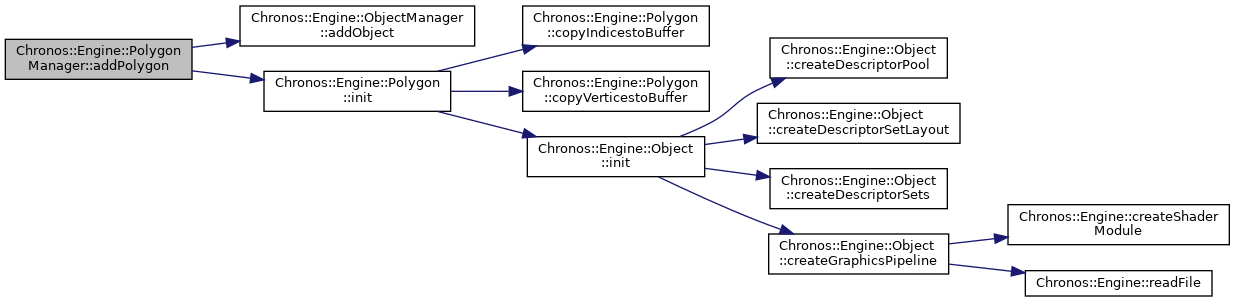 Chronos::Engine::Polygon
Manager::addPolygon
Chronos::Engine::ObjectManager
::addObject
Chronos::Engine::Polygon
::init
Chronos::Engine::Polygon
::copyIndicestoBuffer
Chronos::Engine::Polygon
::copyVerticestoBuffer
Chronos::Engine::Object
::init
Chronos::Engine::Object
::createDescriptorPool
Chronos::Engine::Object
::createDescriptorSetLayout
Chronos::Engine::Object
::createDescriptorSets
Chronos::Engine::Object
::createGraphicsPipeline
Chronos::Engine::createShader
Module
Chronos::Engine::readFile